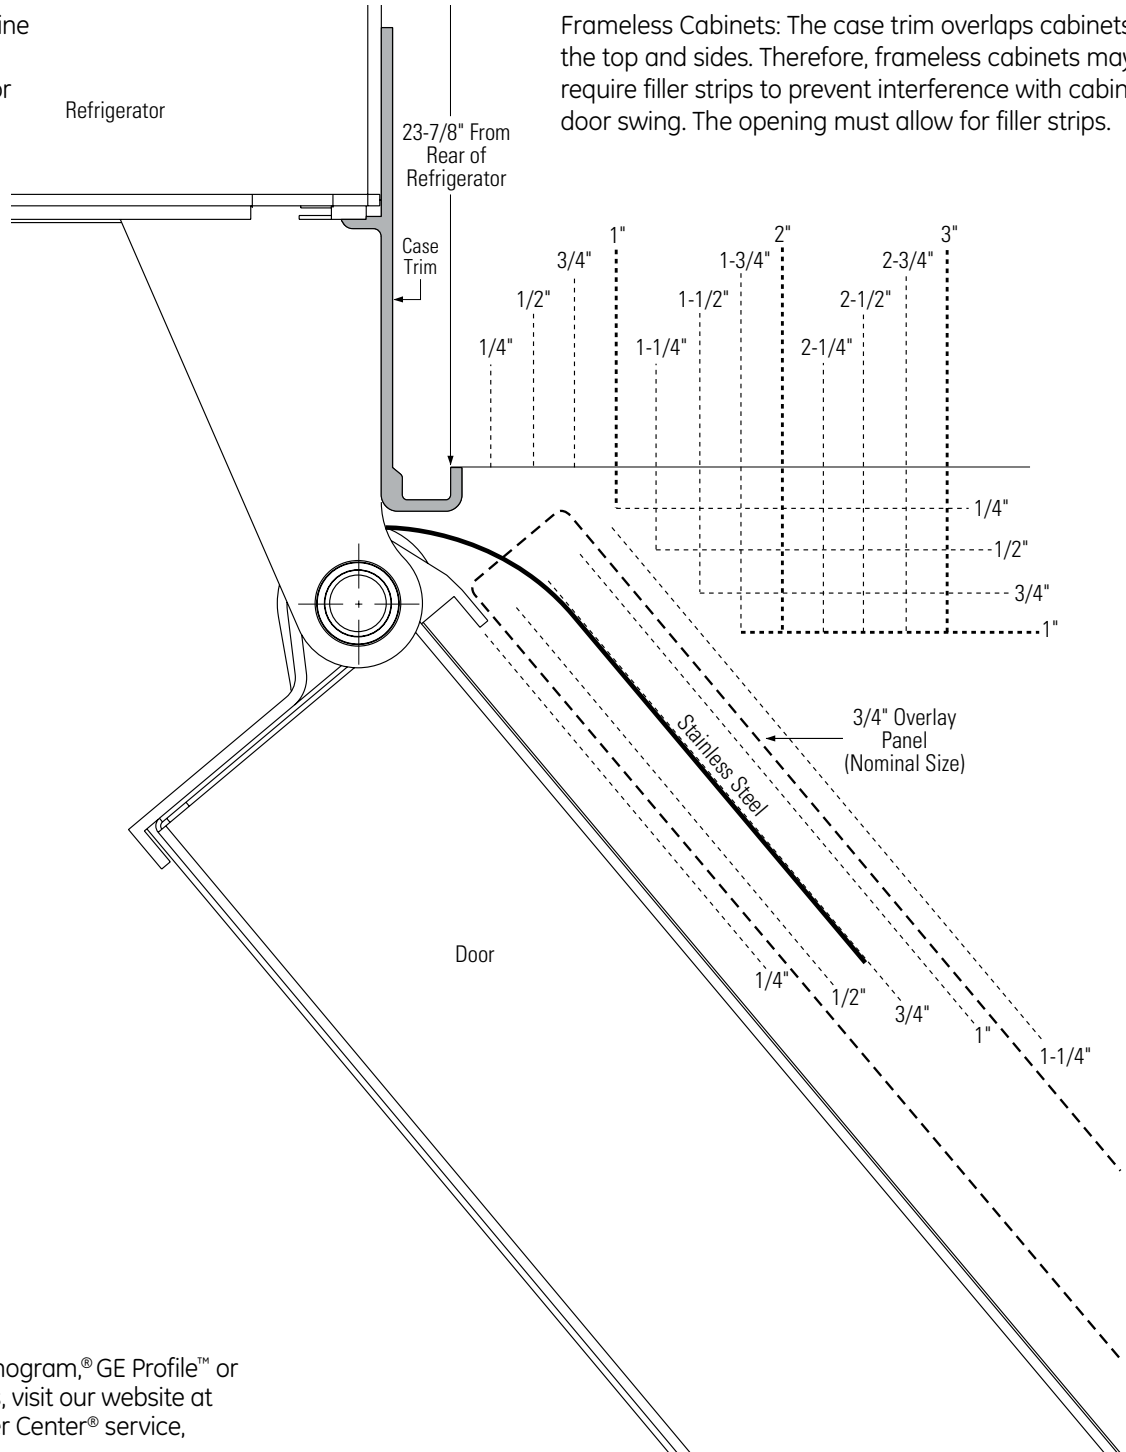 Frameless Cabinets: The case trim overlaps cabinets
the top and sides. Therefore, frameless cabinets may
require filler strips to prevent interference with cabin
door swing. The opening must allow for filler strips.
ine
or
Refrigerator
23-7/8" From
Rear of
Refrigerator
Case
Trim
1"
2"
3"
3/4"
1-3/4"
2-3/4"
1/2"
1-1/2"
2-1/2"
1/4"
1-1/4"
2-1/4"
1/4"
1/2"
3/4"
1"
3/4" Overlay
Panel
(Nominal Size)
Stainless Steel
Door
1/4"
1/2"
3/4"
1"
1-1/4"
nogram,® GE Profile™ or
s, visit our website at
er Center® service,